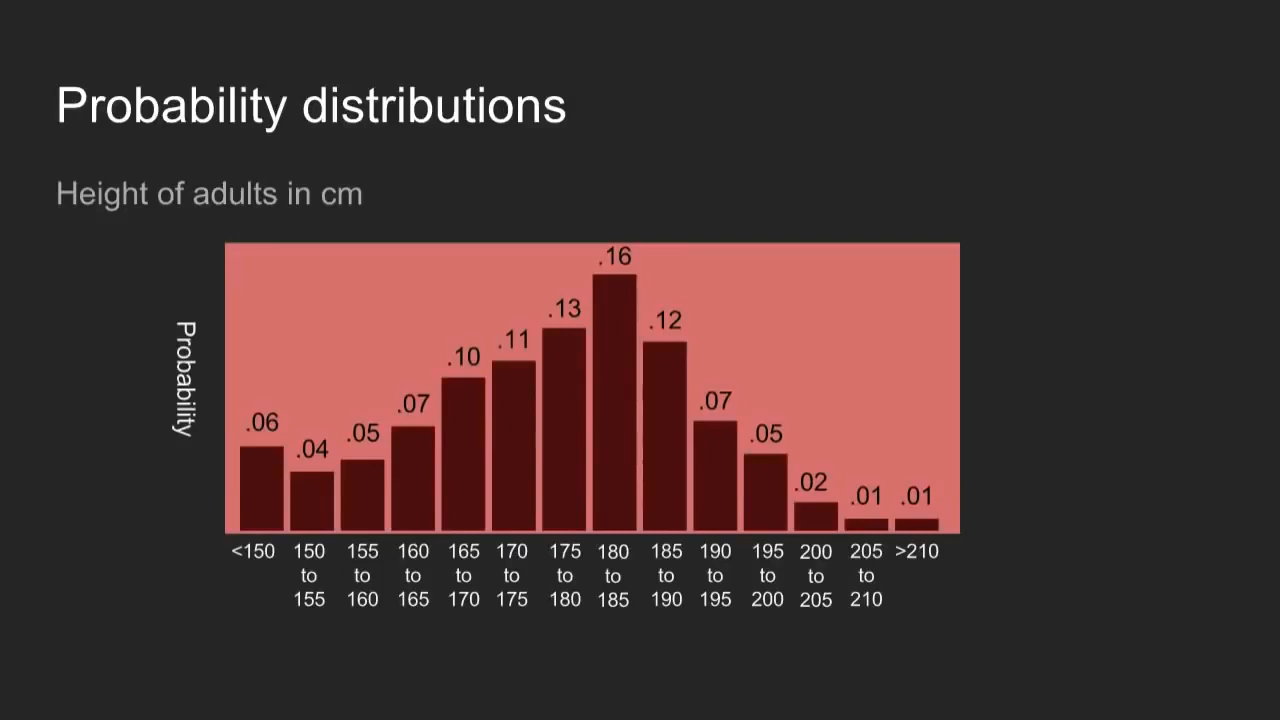 Probability distributions
Height of adults in cm
Probability
.06
.04
.05
.07
.10
.11
.13
.16
.12
.07
.05
.02
.01
.01
<150
150 to 155
155 to 160
160 to 165
165 to 170
170 to 175
175 to 180
180 to 185
185 to 190
190 to 195
195 to 200
200 to 205
205 to 210
>210